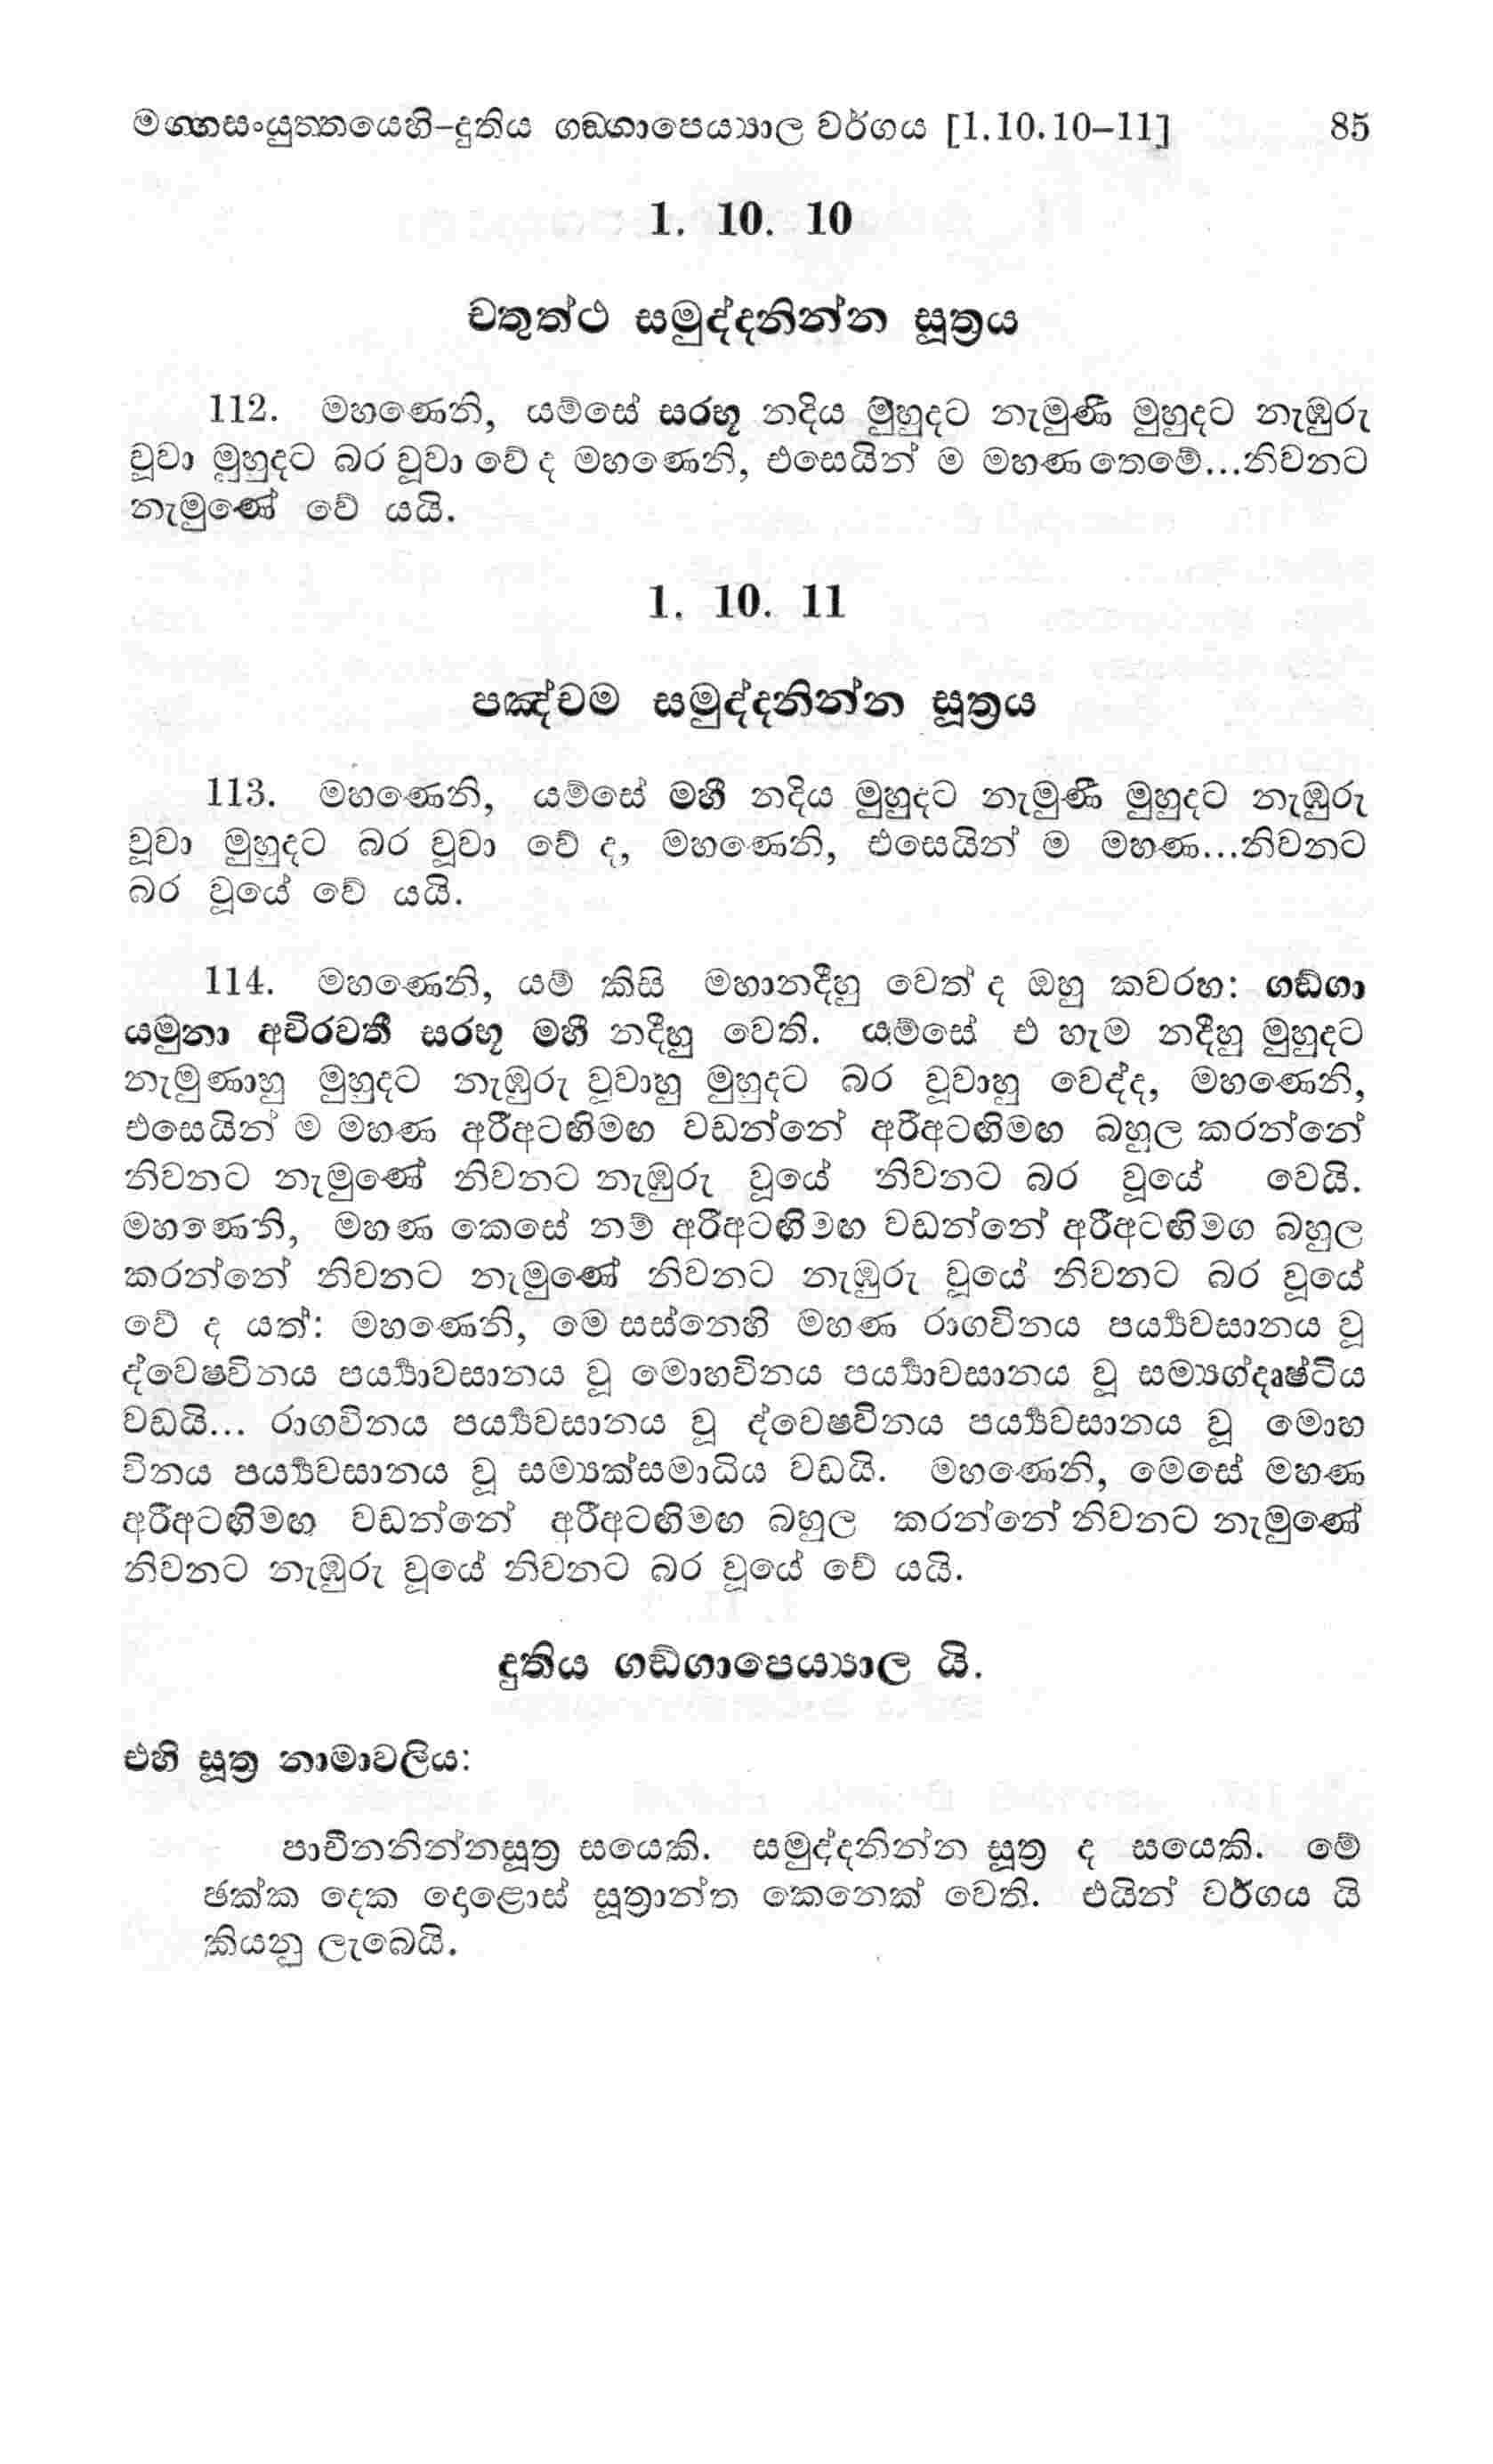 මග්ගසංයුත්තයෙහි–දුතිය ගඞ්ගාපෙය්‍යාල වර්ගය [1.10.10–11] 85
1. 10. 10
චතුත්ථ සමුද්දනින්න සූත්‍රය
112. මහණෙනි, යම්සේ සරභූ නදිය මුහුදට නැමුණී මුහුදට නැඹුරු
වූවා මුහුදට බර වූවා වේ ද මහණෙනි, එසෙයින් ම මහණ තෙමේ...නිවනට
නැමුණේ වේ යයි.
1. 10. 11
පඤ්චම සමුද්දනින්න සූත්‍රය
113. මහණෙනි, යම්සේ මහී නදිය මුහුදට නැමුණී මුහුදට නැඹුරු
වූවා මුහුදට බර වූවා වේ ද, මහණෙනි, එසෙයින් ම මහණ...නිවනට
බර වූයේ වේ යයි.
114. මහණෙනි, යම් කිසි මහානදීහු වෙත් ද ඔහු කවරහ: ගඞ්ගා
යමුනා අචිරවතී සරභූ මහී නදීහු වෙති. යම්සේ එ හැම නදීහු මුහුදට
නැමුණාහු මුහුදට නැඹුරු වූවාහු මුහුදට බර වූවාහු වෙද්ද, මහණෙනි,
එසෙයින් ම මහණ අරීඅටඟිමඟ වඩන්නේ අරීඅටඟිමඟ බහුල කරන්නේ
නිවනට නැමුණේ නිවනට නැඹුරු වූයේ නිවනට බර වූයේ වෙයි.
මහණෙනි, මහණ කෙසේ නම් අරීඅටඟිමඟ වඩන්නේ අරීඅටඟිමග බහුල
කරන්නේ නිවනට නැමුණේ නිවනට නැඹුරු වූයේ නිවනට බර වූයේ
වේ ද යත්: මහණෙනි, මෙ සස්නෙහි මහණ රාගවිනය පර්‍ය්‍යවසානය වූ
ද්වෙෂවිනය පර්‍ය්‍යාවසානය වූ මොහවිනය පර්‍ය්‍යාවසානය වූ සම්‍යග්දෘෂ්ටිය
වඩයි... රාගවිනය පර්‍ය්‍යවසානය වූ ද්වෙෂවිනය පර්‍ය්‍යවසානය වූ මොහ
විනය පර්‍ය්‍යවසානය වූ සම්‍යක්සමාධිය වඩයි. මහණෙනි, මෙසේ මහණ
අරීඅටඟිමඟ වඩන්නේ අරීඅටඟිමඟ බහුල කරන්නේ නිවනට නැමුණේ
නිවනට නැඹුරු වූයේ නිවනට බර වූයේ වේ යයි.
දුතිය ගඞ්ගාපෙය්‍යාල යි.
එහි සූත්‍ර නාමාවලිය:
පාචීනනින්නසූත්‍ර සයෙකි. සමුද්දනින්න සූත්‍ර ද සයෙකි. මේ
ඡක්ක දෙක දෙළොස් සූත්‍රාන්ත කෙනෙක් වෙති. එයින් වර්ගය යි
කියනු ලැබෙයි.